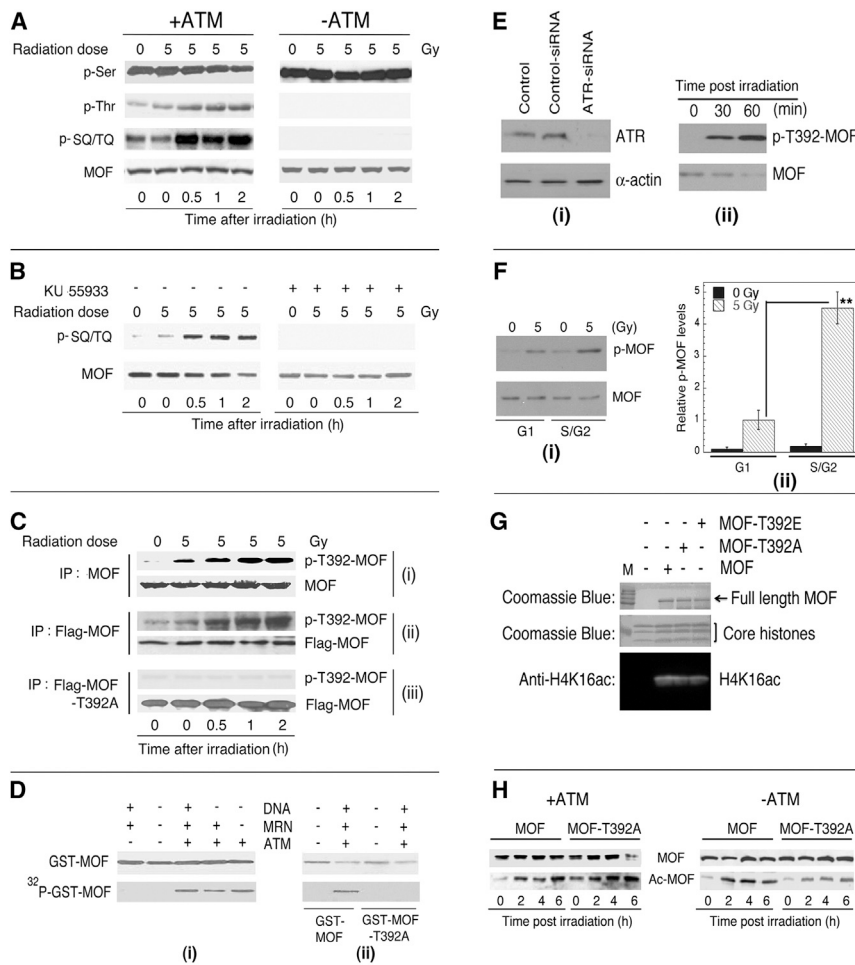 A
+ATM -ATM
Radiation dose 0 5 5 5 5 0 5 5 5 5 Gy
p-Ser
p-Thr
p-SQ/TQ
MOF
0 0 0.5 1 2 0 0 0.5 1 2
Time after irradiation (h)
B
KU 55933 - - - - - + + + + + +
Radiation dose 0 5 5 5 5 0 5 5 5 5 Gy
p-SQ/TQ
MOF
0 0 0.5 1 2 0 0 0.5 1 2
Time after irradiation (h)
C
Radiation dose 0 5 5 5 5 Gy
IP : MOF
p-T392-MOF
MOF
(i)
IP : Flag-MOF
p-T392-MOF
Flag-MOF
(ii)
IP : Flag-MOF
-T392A
p-T392-MOF
Flag-MOF
(iii)
0 0 0.5 1 2
Time after irradiation (h)
D
+ - + - - DNA - + - +
+ - + + - MRN - + - +
- - + + + ATM - + - +
GST-MOF
32P-GST-MOF
GST-
MOF
GST-MOF
-T392A
(i) (ii)
E
Control
Control-siRNA
ATR-siRNA
ATR
α-actin
(i)
Time post irradiation
0 30 60 (min)
p-T392-MOF
MOF
(ii)
F
0 5 0 5 (Gy)
p-MOF
MOF
G1 S/G2
(i)
Relative p-MOF levels
0 Gy
5 Gy
**
5
4
3
2
1
0
G1 S/G2
(ii)
G
- - - + MOF-T392E
- - + - MOF-T392A
M - + - - MOF
Coomassie Blue: ← Full length MOF
Coomassie Blue: ] Core histones
Anti-H4K16ac: H4K16ac
H
+ATM -ATM
MOF MOF-T392A MOF MOF-T392A
MOF
Ac-MOF
0 2 4 6 0 2 4 6 0 2 4 6 0 2 4 6
Time post irradiation (h) Time post irradiation (h)